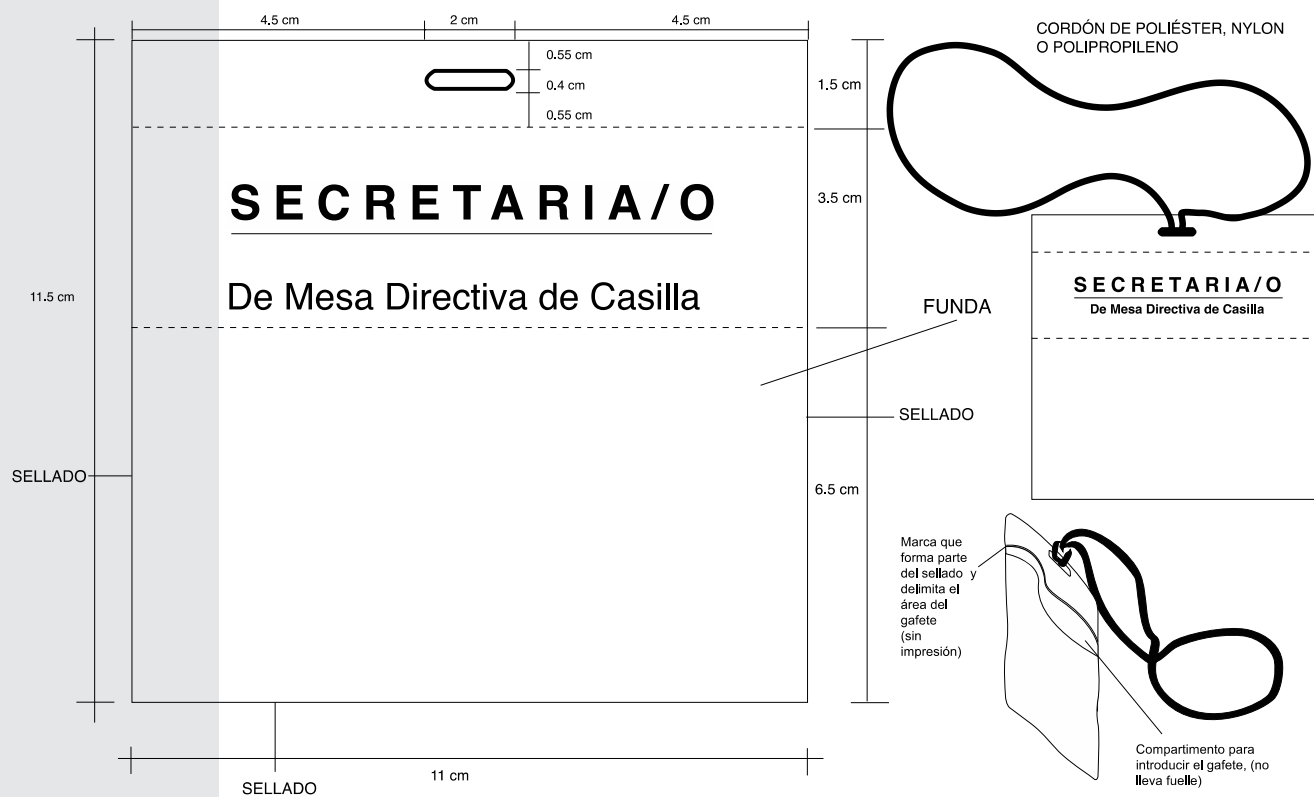 4.5 cm
2 cm
4.5 cm
0.55 cm
0.4 cm
0.55 cm
1.5 cm
SECRETARIA/O
De Mesa Directiva de Casilla
3.5 cm
11.5 cm
FUNDA
SELLADO
SELLADO
6.5 cm
11 cm
SELLADO
CORDÓN DE POLIÉSTER, NYLON
O POLIPROPILENO
SECRETARIA/O
De Mesa Directiva de Casilla
Marca que
forma parte
del sellado y
delimita el
área del
gafete
(sin
impresión)
Compartimento para
introducir el gafete, (no
lleva fuelle)